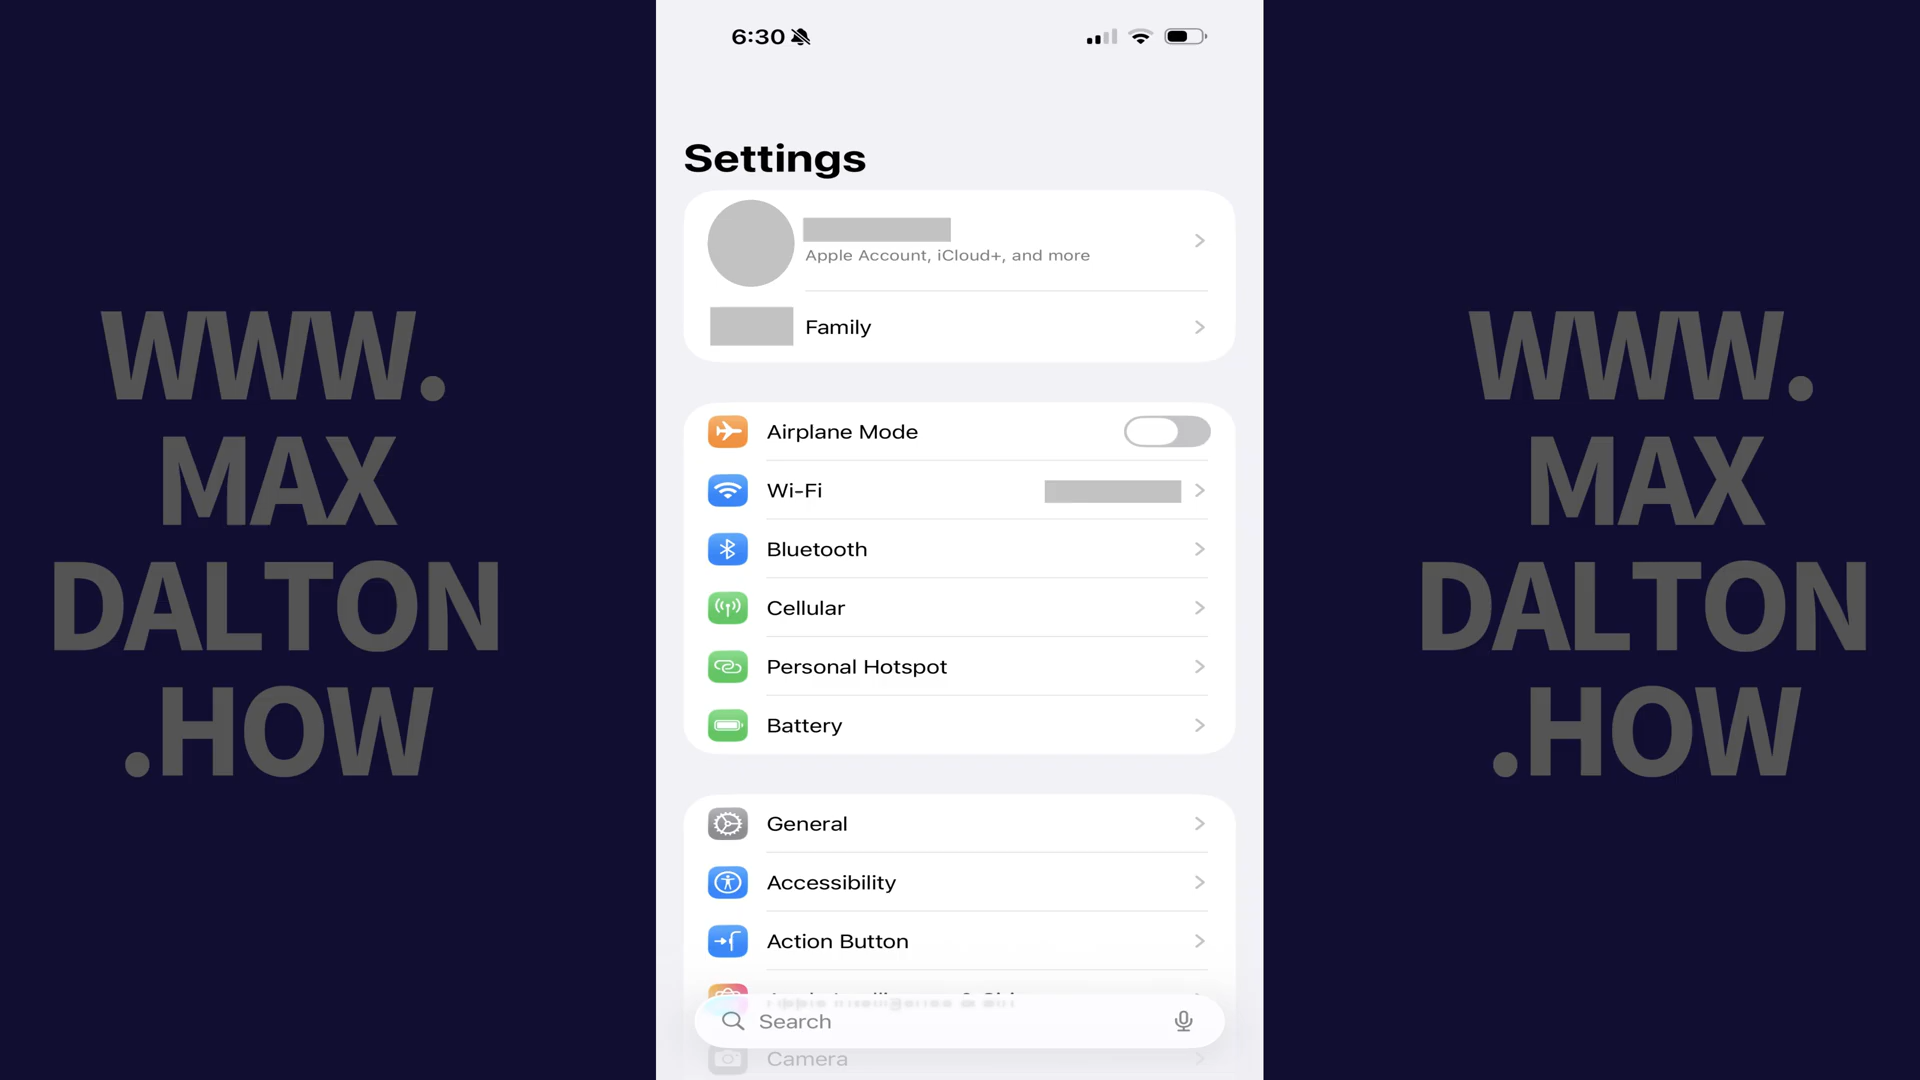 6:30
Settings
Apple Account, iCloud+, and more
Family
Airplane Mode
Wi-Fi
Bluetooth
Cellular
Personal Hotspot
Battery
General
Accessibility
Action Button
Search
Camera
WWW.
MAX
DALTON
.HOW
WWW.
MAX
DALTON
.HOW